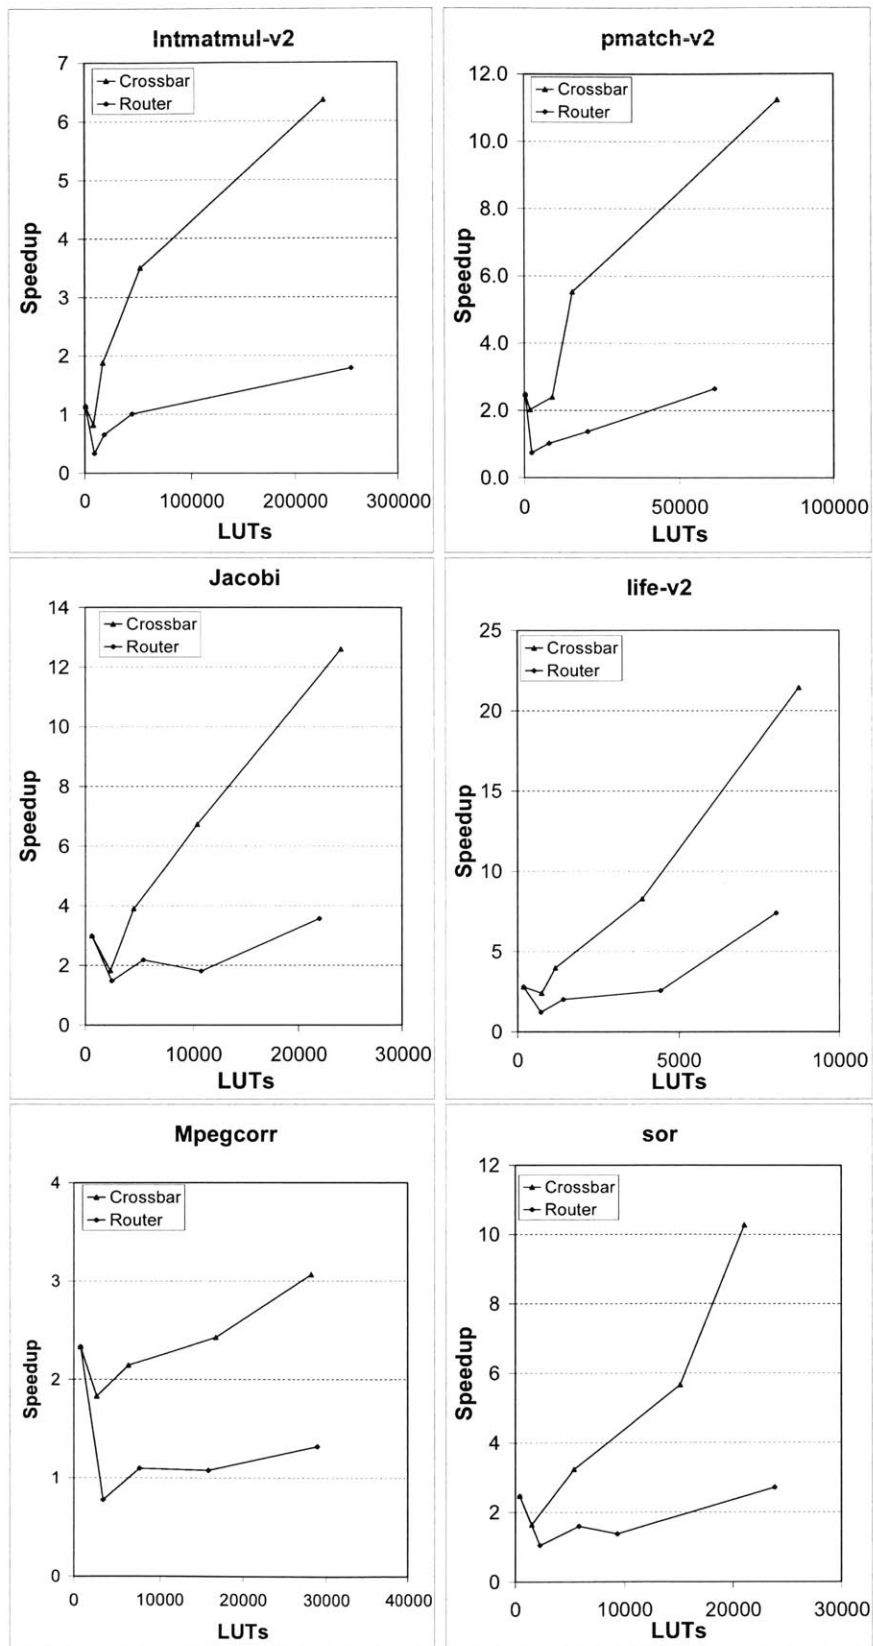 Intmatmul-v2
7
6
5
4
3
2
1
0
Speedup
Crossbar
Router
0 100000 200000 300000
LUTs
pmatch-v2
12.0
10.0
8.0
6.0
4.0
2.0
0.0
Speedup
Crossbar
Router
0 50000 100000
LUTs
Jacobi
14
12
10
8
6
4
2
0
Speedup
Crossbar
Router
0 10000 20000 30000
LUTs
life-v2
25
20
15
10
5
0
Speedup
Crossbar
Router
0 5000 10000
LUTs
Mpegcorr
4
3
2
1
0
Speedup
Crossbar
Router
0 10000 20000 30000 40000
LUTs
sor
12
10
8
6
4
2
0
Speedup
Crossbar
Router
0 10000 20000 30000
LUTs